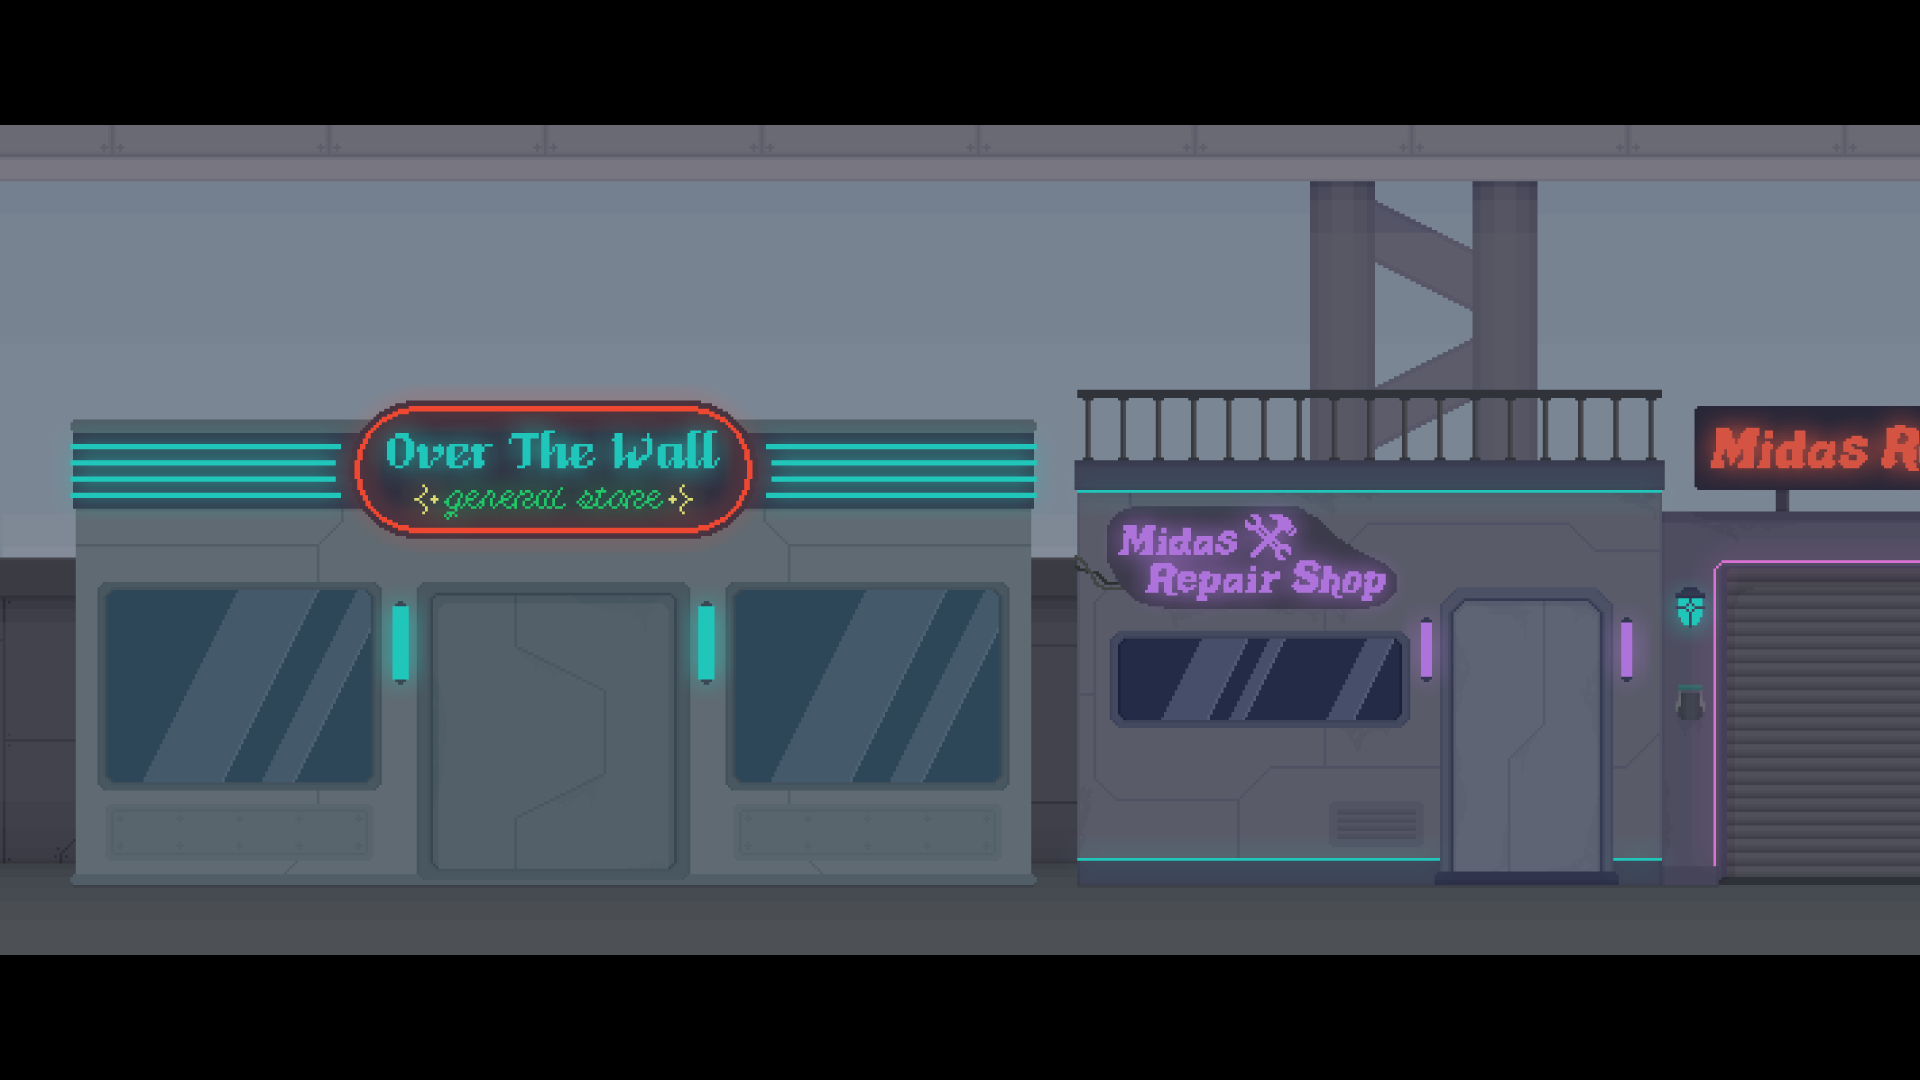 Over The Wall
general store
Midas
Repair Shop
Midas